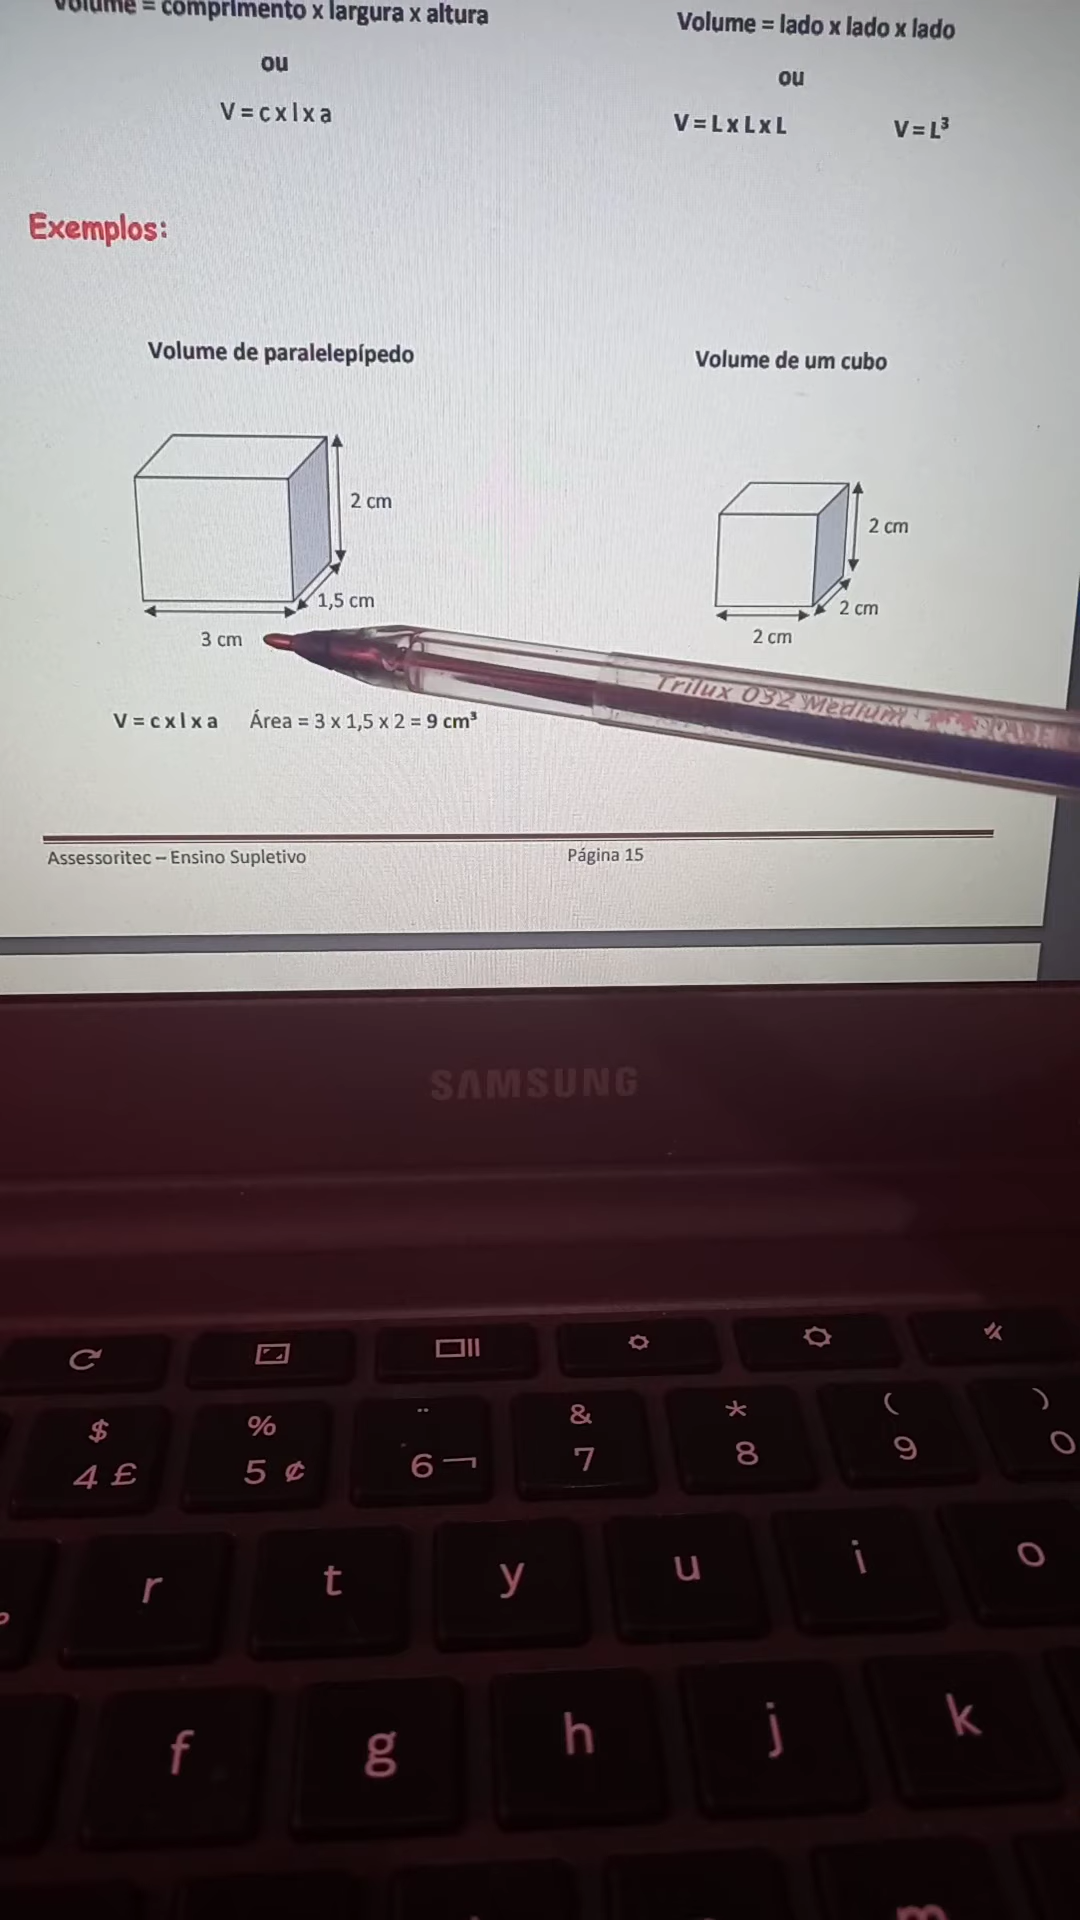 Volume = comprimento x largura x altura
ou
V = c x l x a
Volume = lado x lado x lado
ou
V = L x L x L V = L³
Exemplos:
Volume de paralelepípedo
2 cm
1,5 cm
3 cm
V = c x l x a Área = 3 x 1,5 x 2 = 9 cm³
Volume de um cubo
2 cm
2 cm
2 cm
Trilux 032 Medium
Assessoritec – Ensino Supletivo Página 15
SAMSUNG
$ % ¨ & * ( )
4 £ 5 ¢ 6 ¬ 7 8 9 0
r t y u i o
f g h j k
m